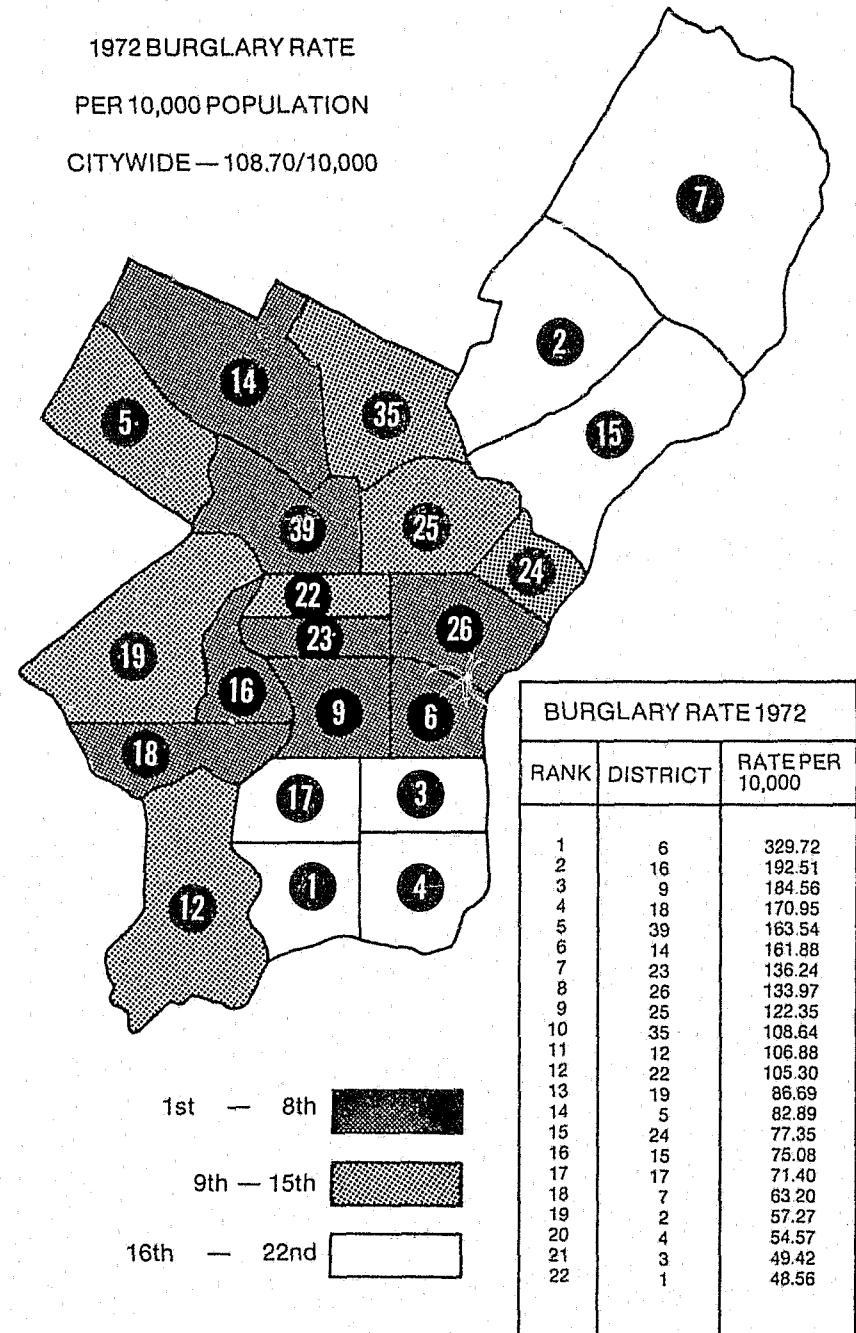 1972 BURGLARY RATE
PER 10,000 POPULATION
CITYWIDE — 108.70/10,000
7
2
14
35
5
15
39
25
24
22
26
23
19
16
9
6
18
17
3
1
4
12
1st — 8th
9th — 15th
16th — 22nd
BURGLARY RATE 1972
RANK DISTRICT RATE PER 10,000
1 6 329.72
2 16 192.51
3 9 184.56
4 18 170.95
5 39 163.54
6 14 161.88
7 23 136.24
8 26 133.97
9 25 122.35
10 35 108.64
11 12 106.88
12 22 105.30
13 19 86.69
14 5 82.89
15 24 77.35
16 15 75.08
17 17 71.40
18 7 63.20
19 2 57.27
20 4 54.57
21 3 49.42
22 1 48.56